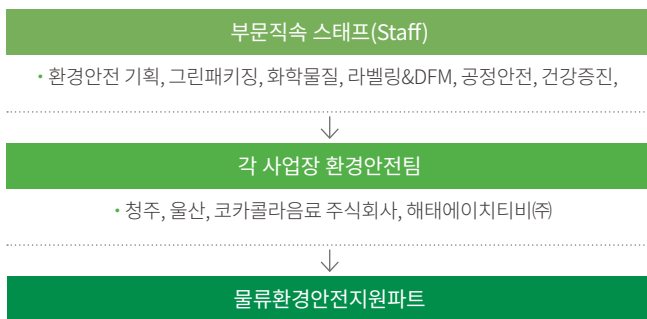 부문직속 스태프(Staff)
• 환경안전 기획, 그린패키징, 화학물질, 라벨링&DFM, 공정안전, 건강증진,
각 사업장 환경안전팀
• 청주, 울산, 코카콜라음료 주식회사, 해태에이치티비㈜
물류환경안전지원파트